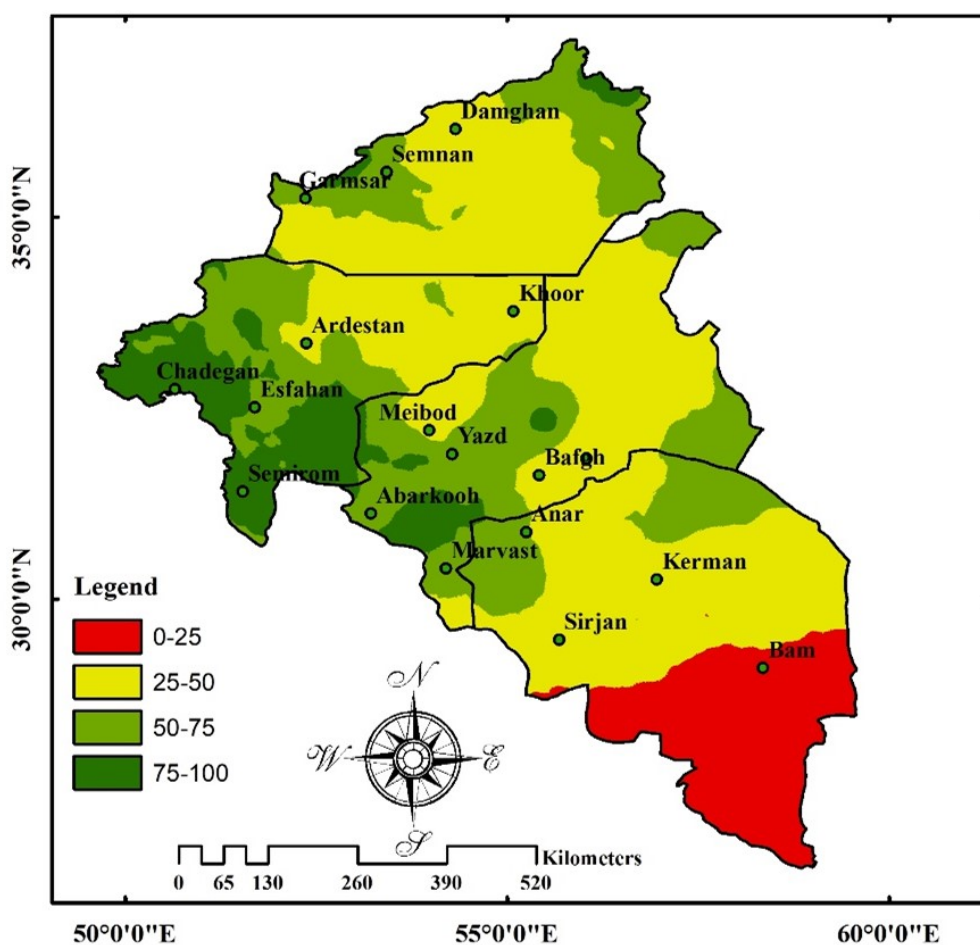 Damghan
Semnan
Garmsar
35°0'0"N
Khoor
Ardestan
Chadegan
Esfahan
Meibod
Yazd
Bafgh
Semirom
Abarkooh
Anar
Marvast
Kerman
30°0'0"N
Legend
0-25
Sirjan
Bam
25-50
N
50-75
W
E
75-100
S
Kilometers
0 65 130 260 390 520
50°0'0"E 55°0'0"E 60°0'0"E